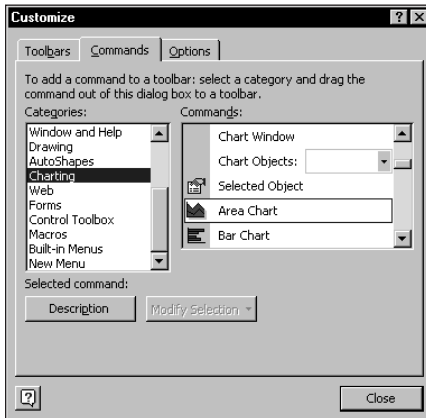 Customize
Toolbars Commands Options
To add a command to a toolbar: select a category and drag the
command out of this dialog box to a toolbar.
Categories:
Commands:
Window and Help
Drawing
AutoShapes
Charting
Web
Forms
Control Toolbox
Macros
Built-in Menus
New Menu
Chart Window
Chart Objects:
Selected Object
Area Chart
Bar Chart
Selected command:
Description Modify Selection
Close